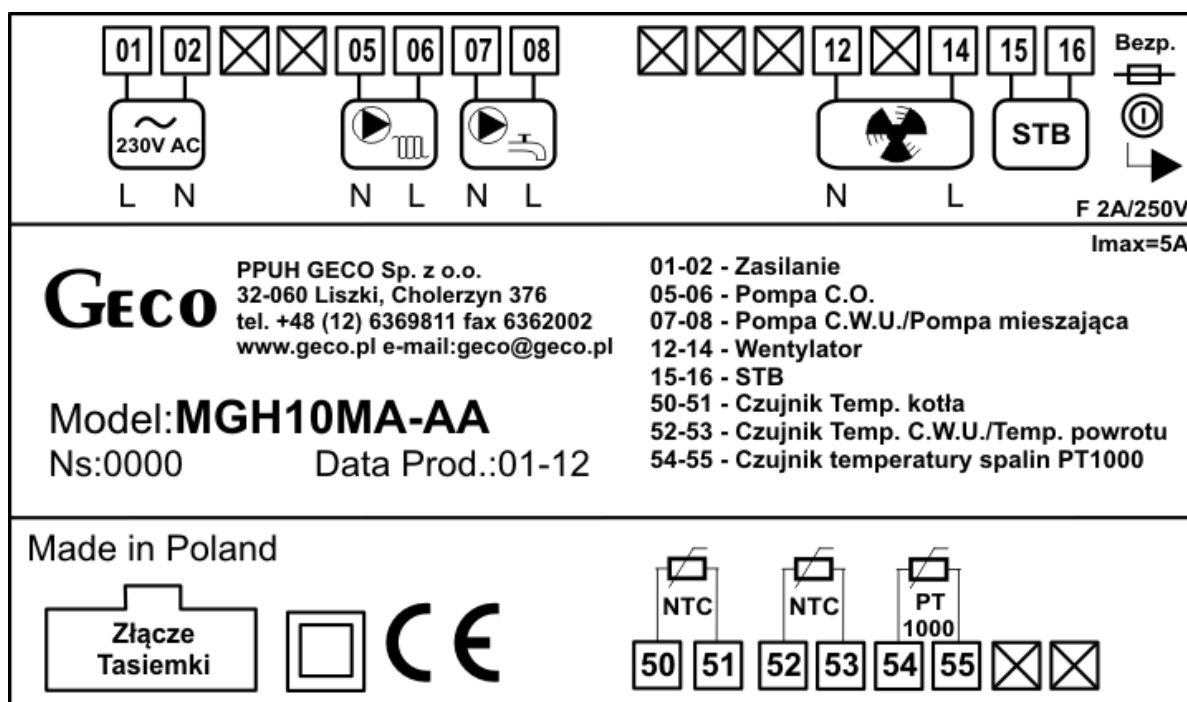 01 02 05 06 07 08 12 14 15 16 Bezp.
230V AC STB
L N N L N L N L F 2A/250V
Imax=5A
GECO
PPUH GECO Sp. z o.o.
32-060 Liszki, Cholerzyn 376
tel. +48 (12) 6369811 fax 6362002
www.geco.pl e-mail:geco@geco.pl
Model:MGH10MA-AA
Ns:0000 Data Prod.:01-12
01-02 - Zasilanie
05-06 - Pompa C.O.
07-08 - Pompa C.W.U./Pompa mieszająca
12-14 - Wentylator
15-16 - STB
50-51 - Czujnik Temp. kotła
52-53 - Czujnik Temp. C.W.U./Temp. powrotu
54-55 - Czujnik temperatury spalin PT1000
Made in Poland
Złącze
Tasiemki
CE
NTC NTC PT
1000
50 51 52 53 54 55